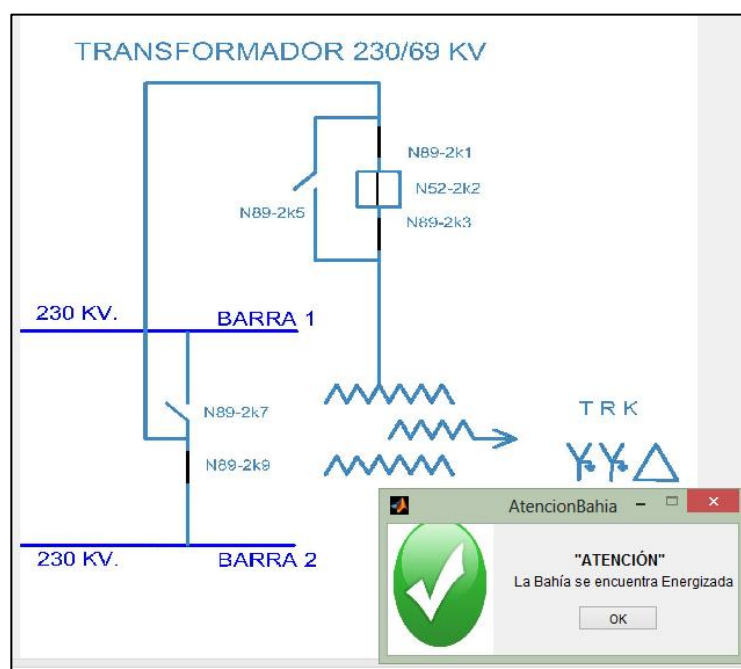 TRANSFORMADOR 230/69 KV
N89-2k1
N52-2k2
N89-2k5
N89-2k3
230 KV.
BARRA 1
N89-2k7
T R K
N89-2k9
AtencionBahia
"ATENCIÓN"
La Bahía se encuentra Energizada
OK
230 KV.
BARRA 2